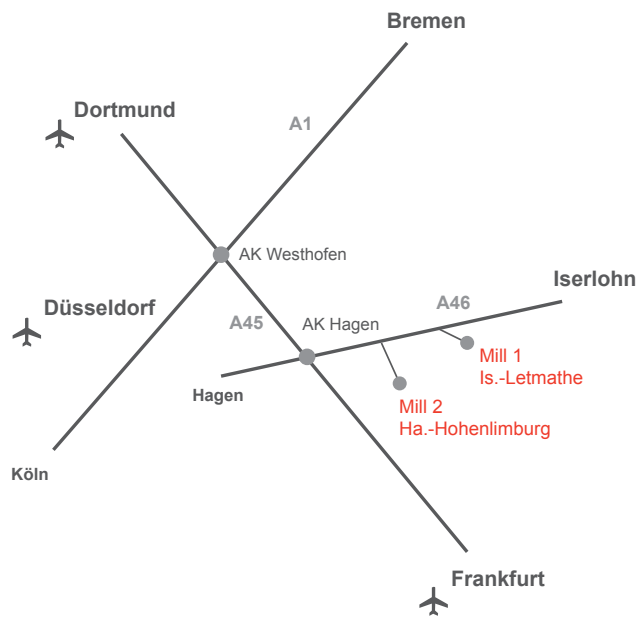 Bremen
Dortmund
A1
AK Westhofen
Iserlohn
Düsseldorf
A46
A45
AK Hagen
Mill 1
Is.-Letmathe
Hagen
Mill 2
Ha.-Hohenlimburg
Köln
Frankfurt